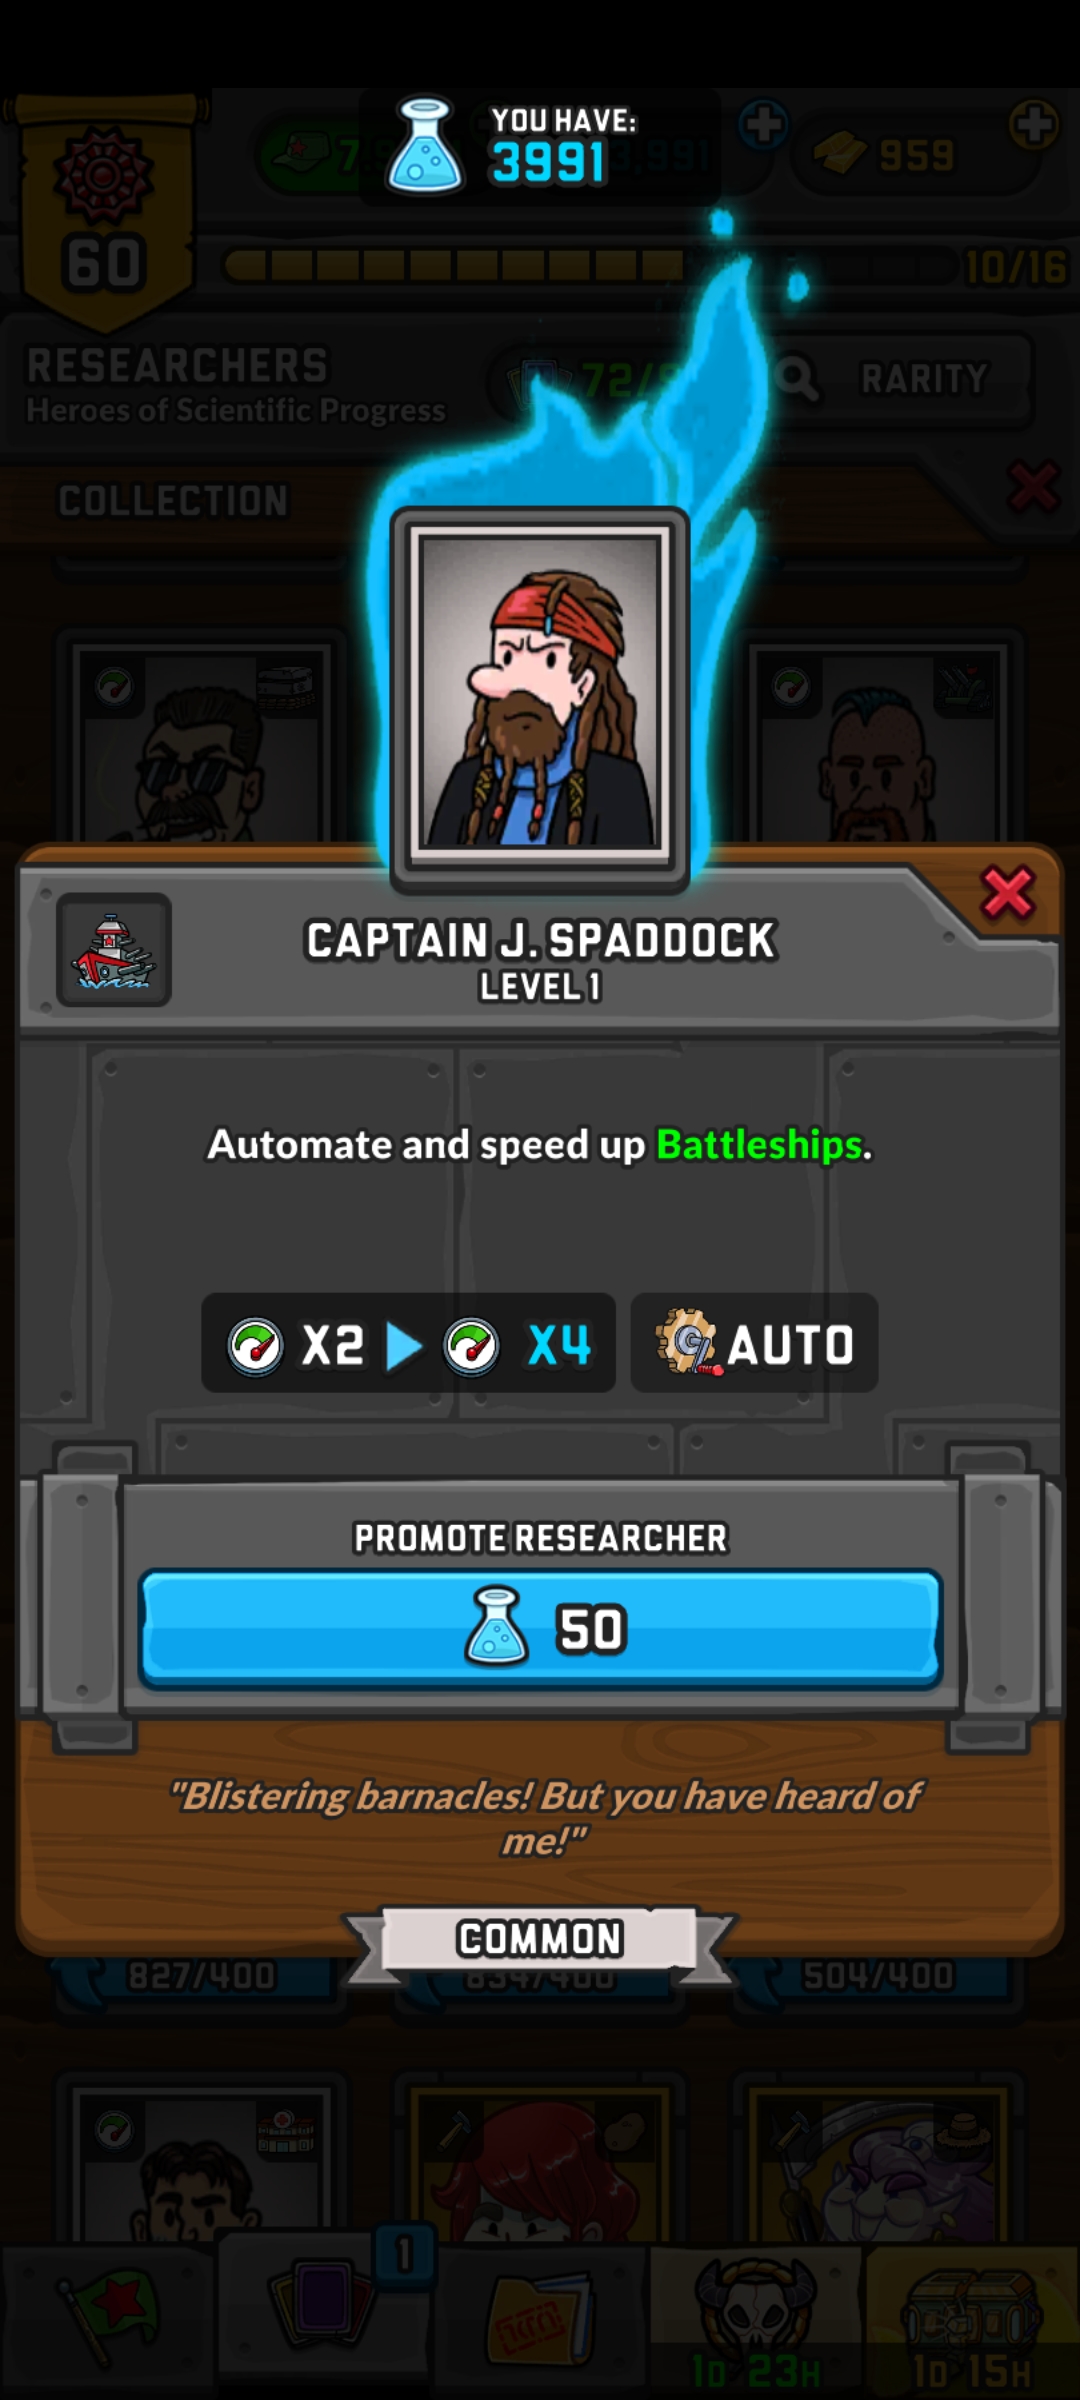 YOU HAVE:
3991
959
60
10/16
RESEARCHERS
Heroes of Scientific Progress
RARITY
COLLECTION
CAPTAIN J. SPADDOCK
LEVEL 1
Automate and speed up Battleships.
X2 X4 AUTO
PROMOTE RESEARCHER
50
"Blistering barnacles! But you have heard of
me!"
COMMON
827/400 834/400 504/400
1
1D 23H 1D 15H